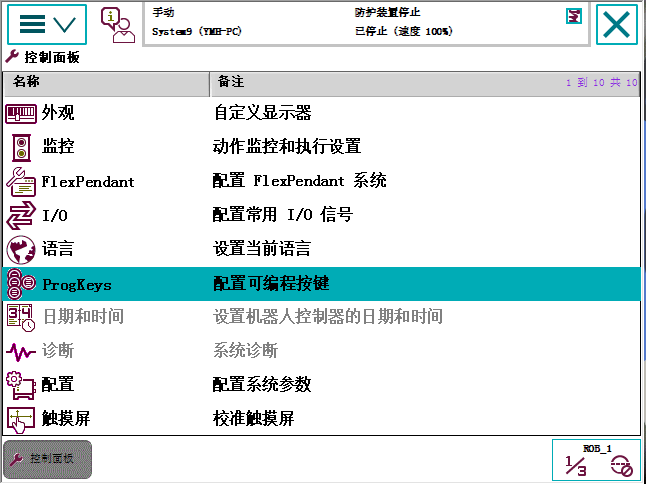 手动 防护装置停止
System9 (YMH-PC) 已停止 (速度 100%)
控制面板
名称 备注 1 到 10 共 10
外观 自定义显示器
监控 动作监控和执行设置
FlexPendant 配置 FlexPendant 系统
I/O 配置常用 I/O 信号
语言 设置当前语言
ProgKeys 配置可编程按键
日期和时间 设置机器人控制器的日期和时间
诊断 系统诊断
配置 配置系统参数
触摸屏 校准触摸屏
控制面板 ROB_1
1/3